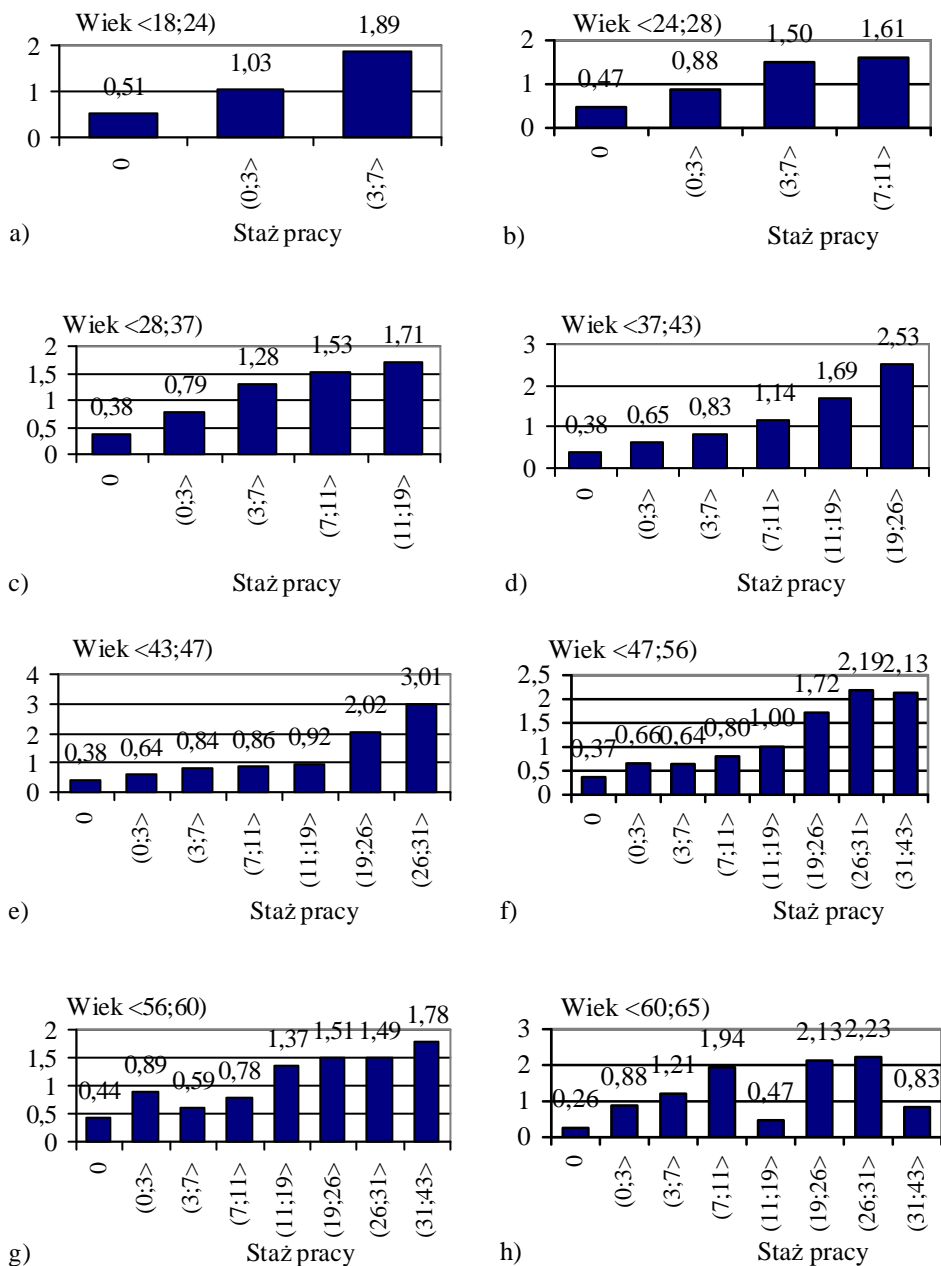 Wiek <18;24)
0,51 1,03 1,89
2
1
0
0 (0;3> (3;7>
Staż pracy
a)
Wiek <24;28)
0,47 0,88 1,50 1,61
2
1
0
0 (0;3> (3;7> (7;11>
Staż pracy
b)
Wiek <28;37)
0,38 0,79 1,28 1,53 1,71
2
1,5
1
0,5
0
0 (0;3> (3;7> (7;11> (11;19>
Staż pracy
c)
Wiek <37;43)
0,38 0,65 0,83 1,14 1,69 2,53
3
2
1
0
0 (0;3> (3;7> (7;11> (11;19> (19;26>
Staż pracy
d)
Wiek <43;47)
0,38 0,64 0,84 0,86 0,92 2,02 3,01
4
3
2
1
0
0 (0;3> (3;7> (7;11> (11;19> (19;26> (26;31>
Staż pracy
e)
Wiek <47;56)
0,37 0,66 0,64 0,80 1,00 1,72 2,19 2,13
2,5
2
1,5
1
0,5
0
0 (0;3> (3;7> (7;11> (11;19> (19;26> (26;31> (31;43>
Staż pracy
f)
Wiek <56;60)
0,44 0,89 0,59 0,78 1,37 1,51 1,49 1,78
2
1,5
1
0,5
0
0 (0;3> (3;7> (7;11> (11;19> (19;26> (26;31> (31;43>
Staż pracy
g)
Wiek <60;65)
0,26 0,88 1,21 1,94 0,47 2,13 2,23 0,83
3
2
1
0
0 (0;3> (3;7> (7;11> (11;19> (19;26> (26;31> (31;43>
Staż pracy
h)